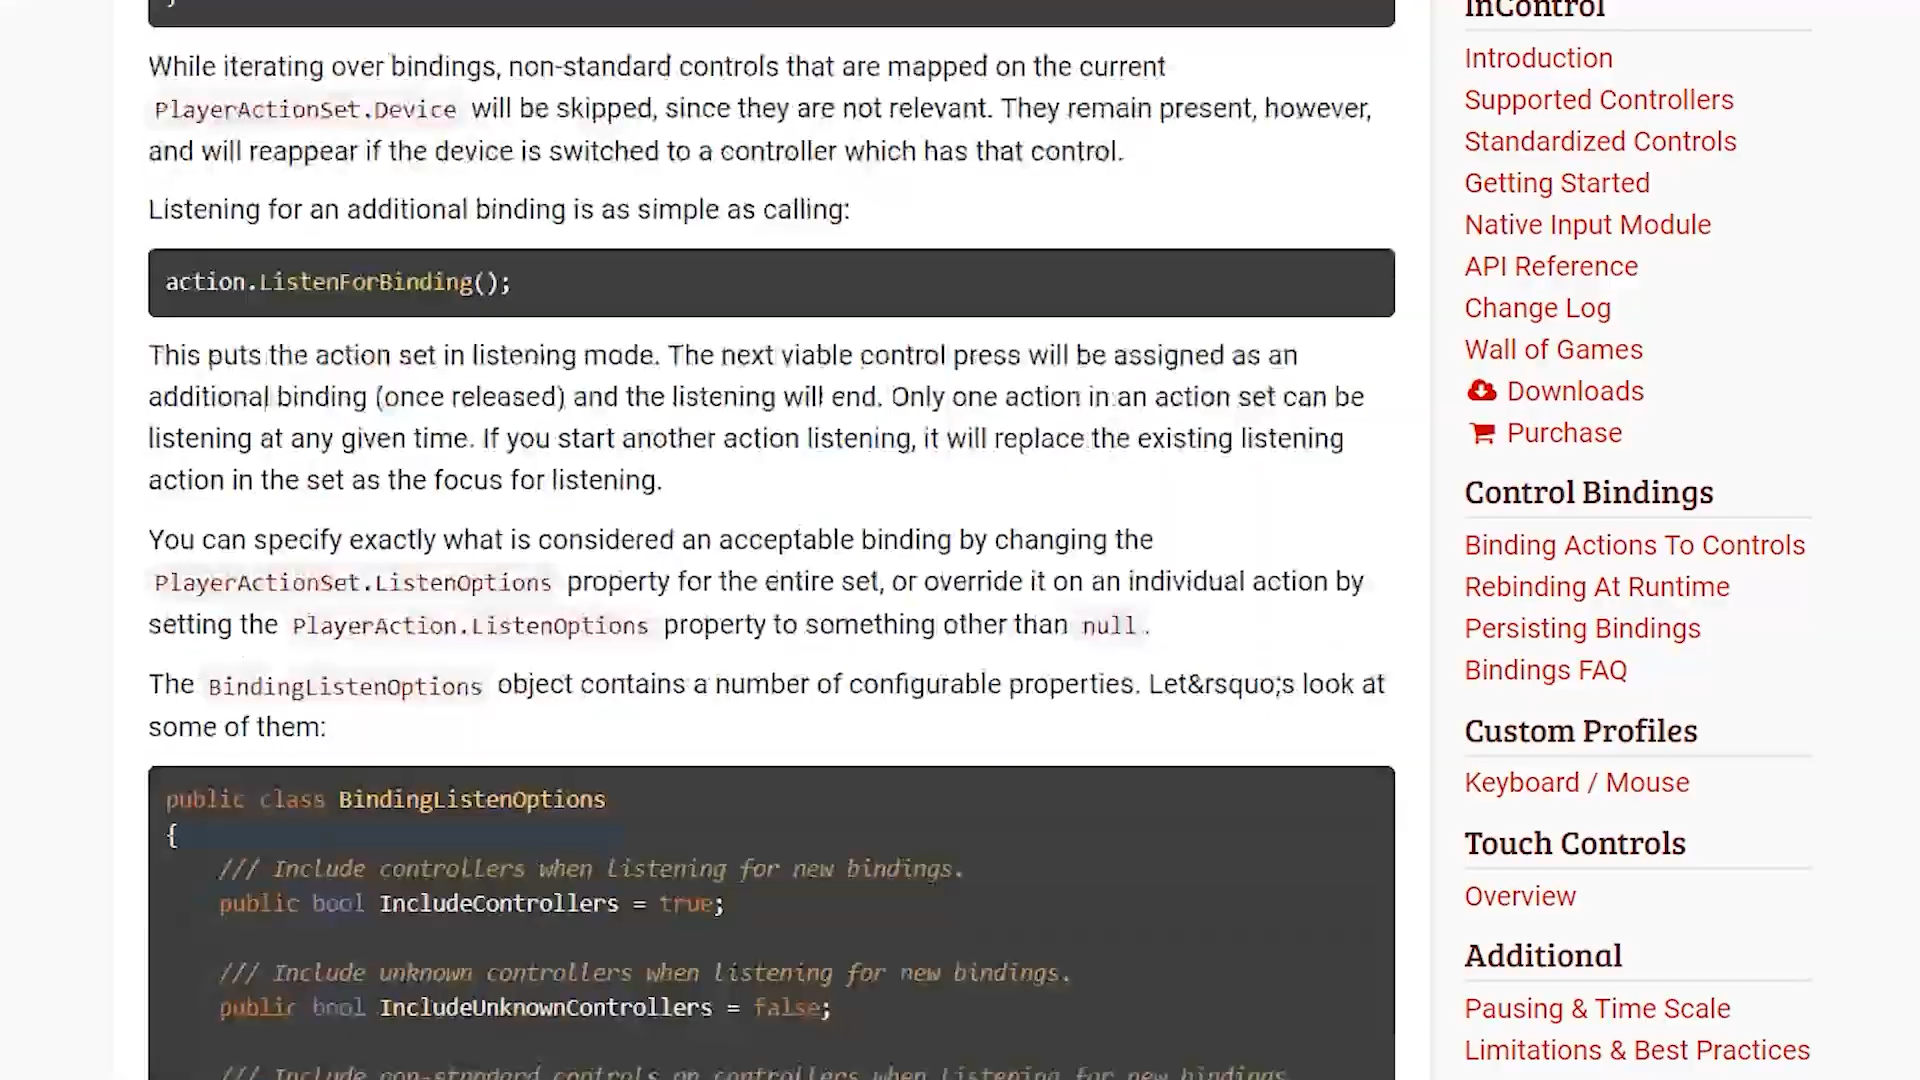 }
While iterating over bindings, non-standard controls that are mapped on the current
PlayerActionSet.Device will be skipped, since they are not relevant. They remain present, however,
and will reappear if the device is switched to a controller which has that control.
Listening for an additional binding is as simple as calling:
action.ListenForBinding();
This puts the action set in listening mode. The next viable control press will be assigned as an
additional binding (once released) and the listening will end. Only one action in an action set can be
listening at any given time. If you start another action listening, it will replace the existing listening
action in the set as the focus for listening.
You can specify exactly what is considered an acceptable binding by changing the
PlayerActionSet.ListenOptions property for the entire set, or override it on an individual action by
setting the PlayerAction.ListenOptions property to something other than null.
The BindingListenOptions object contains a number of configurable properties. Let&rsquo;s look at
some of them:
public class BindingListenOptions
{
/// Include controllers when listening for new bindings.
public bool IncludeControllers = true;
/// Include unknown controllers when listening for new bindings.
public bool IncludeUnknownControllers = false;
/// Include non-standard controls on controllers when listening for new bindings.
InControl
Introduction
Supported Controllers
Standardized Controls
Getting Started
Native Input Module
API Reference
Change Log
Wall of Games
Downloads
Purchase
Control Bindings
Binding Actions To Controls
Rebinding At Runtime
Persisting Bindings
Bindings FAQ
Custom Profiles
Keyboard / Mouse
Touch Controls
Overview
Additional
Pausing & Time Scale
Limitations & Best Practices